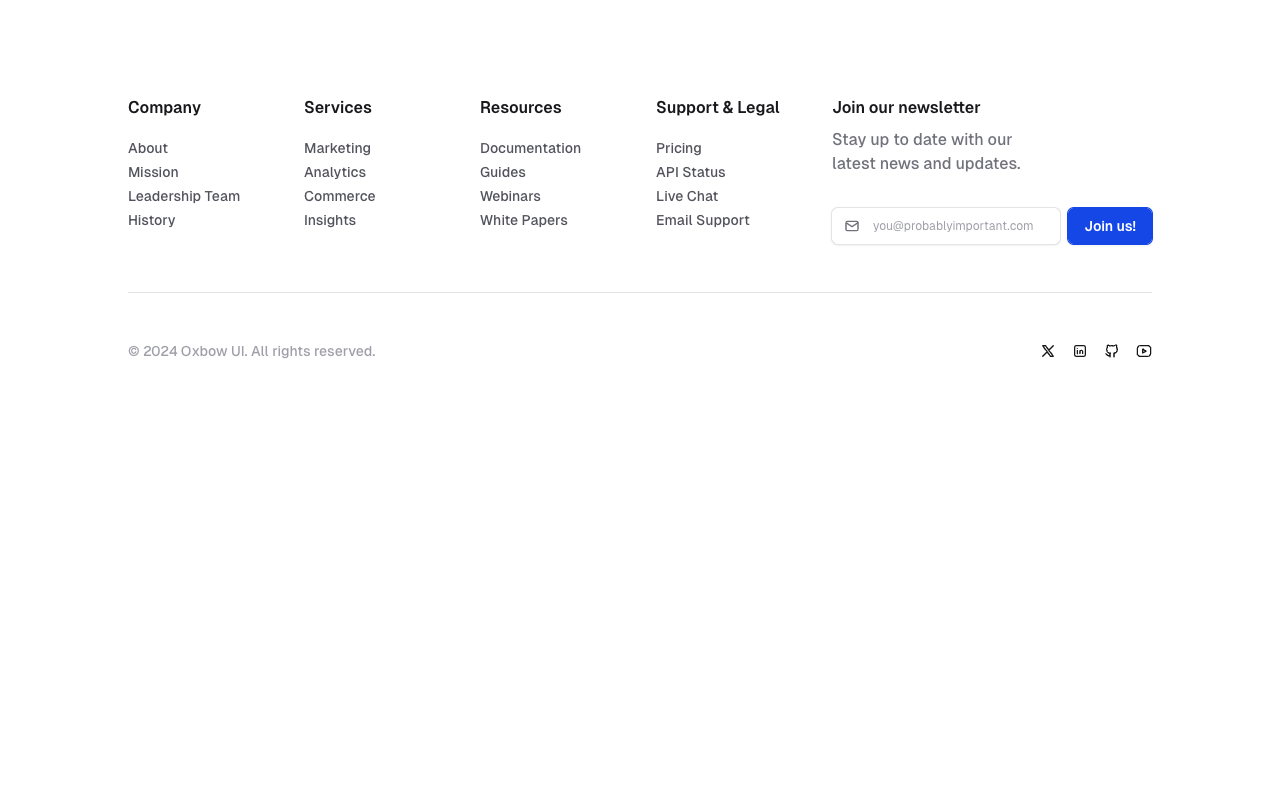 Company
About
Mission
Leadership Team
History
Services
Marketing
Analytics
Commerce
Insights
Resources
Documentation
Guides
Webinars
White Papers
Support & Legal
Pricing
API Status
Live Chat
Email Support
Join our newsletter
Stay up to date with our
latest news and updates.
you@probablyimportant.com
Join us!
© 2024 Oxbow UI. All rights reserved.